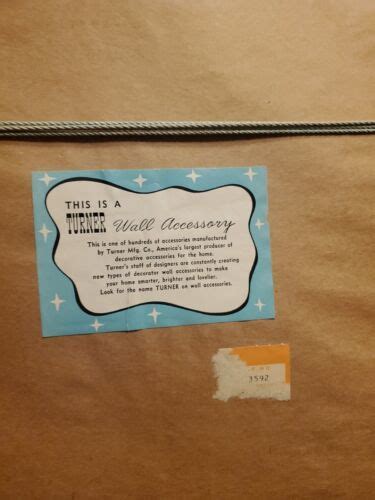 THIS IS A
TURNER Wall Accessory
This is one of hundreds of accessories manufactured
by Turner Mfg. Co., America's largest producer of
decorative accessories for the home.
Turner's staff of designers are constantly creating
new types of decorator wall accessories to make
your home smarter, brighter and lovelier.
Look for the name TURNER on wall accessories.
3592